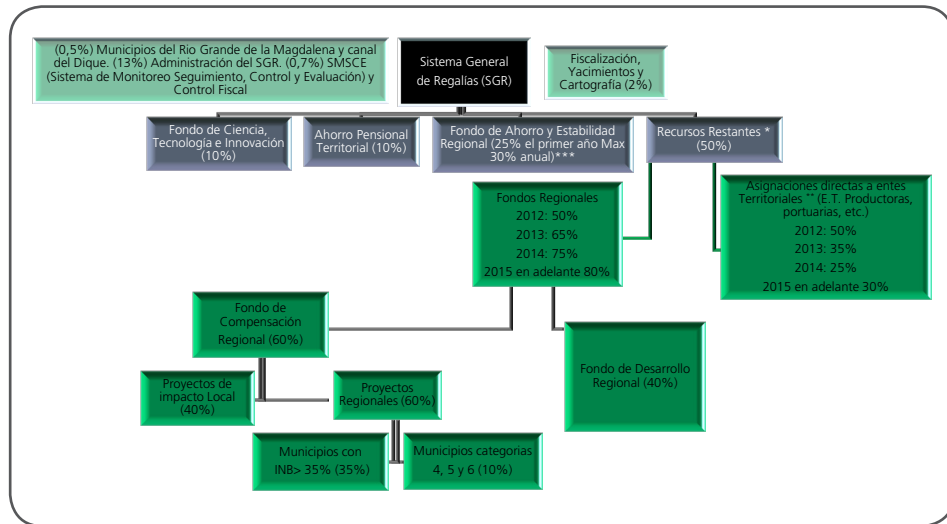 (0,5%) Municipios del Rio Grande de la Magdalena y canal
del Dique. (13%) Administración del SGR. (0,7%) SMSCE
(Sistema de Monitoreo Seguimiento, Control y Evaluación) y
Control Fiscal
Sistema General
de Regalías (SGR)
Fiscalización,
Yacimientos y
Cartografía (2%)
Fondo de Ciencia,
Tecnología e Innovación
(10%)
Ahorro Pensional
Territorial (10%)
Fondo de Ahorro y Estabilidad
Regional (25% el primer año Max
30% anual)***
Recursos Restantes *
(50%)
Fondos Regionales
2012: 50%
2013: 65%
2014: 75%
2015 en adelante 80%
Asignaciones directas a entes
Territoriales ** (E.T. Productoras,
portuarias, etc.)
2012: 50%
2013: 35%
2014: 25%
2015 en adelante 30%
Fondo de
Compensación
Regional (60%)
Fondo de Desarrollo
Regional (40%)
Proyectos de
impacto Local
(40%)
Proyectos
Regionales (60%)
Municipios con
INB> 35% (35%)
Municipios categorias
4, 5 y 6 (10%)